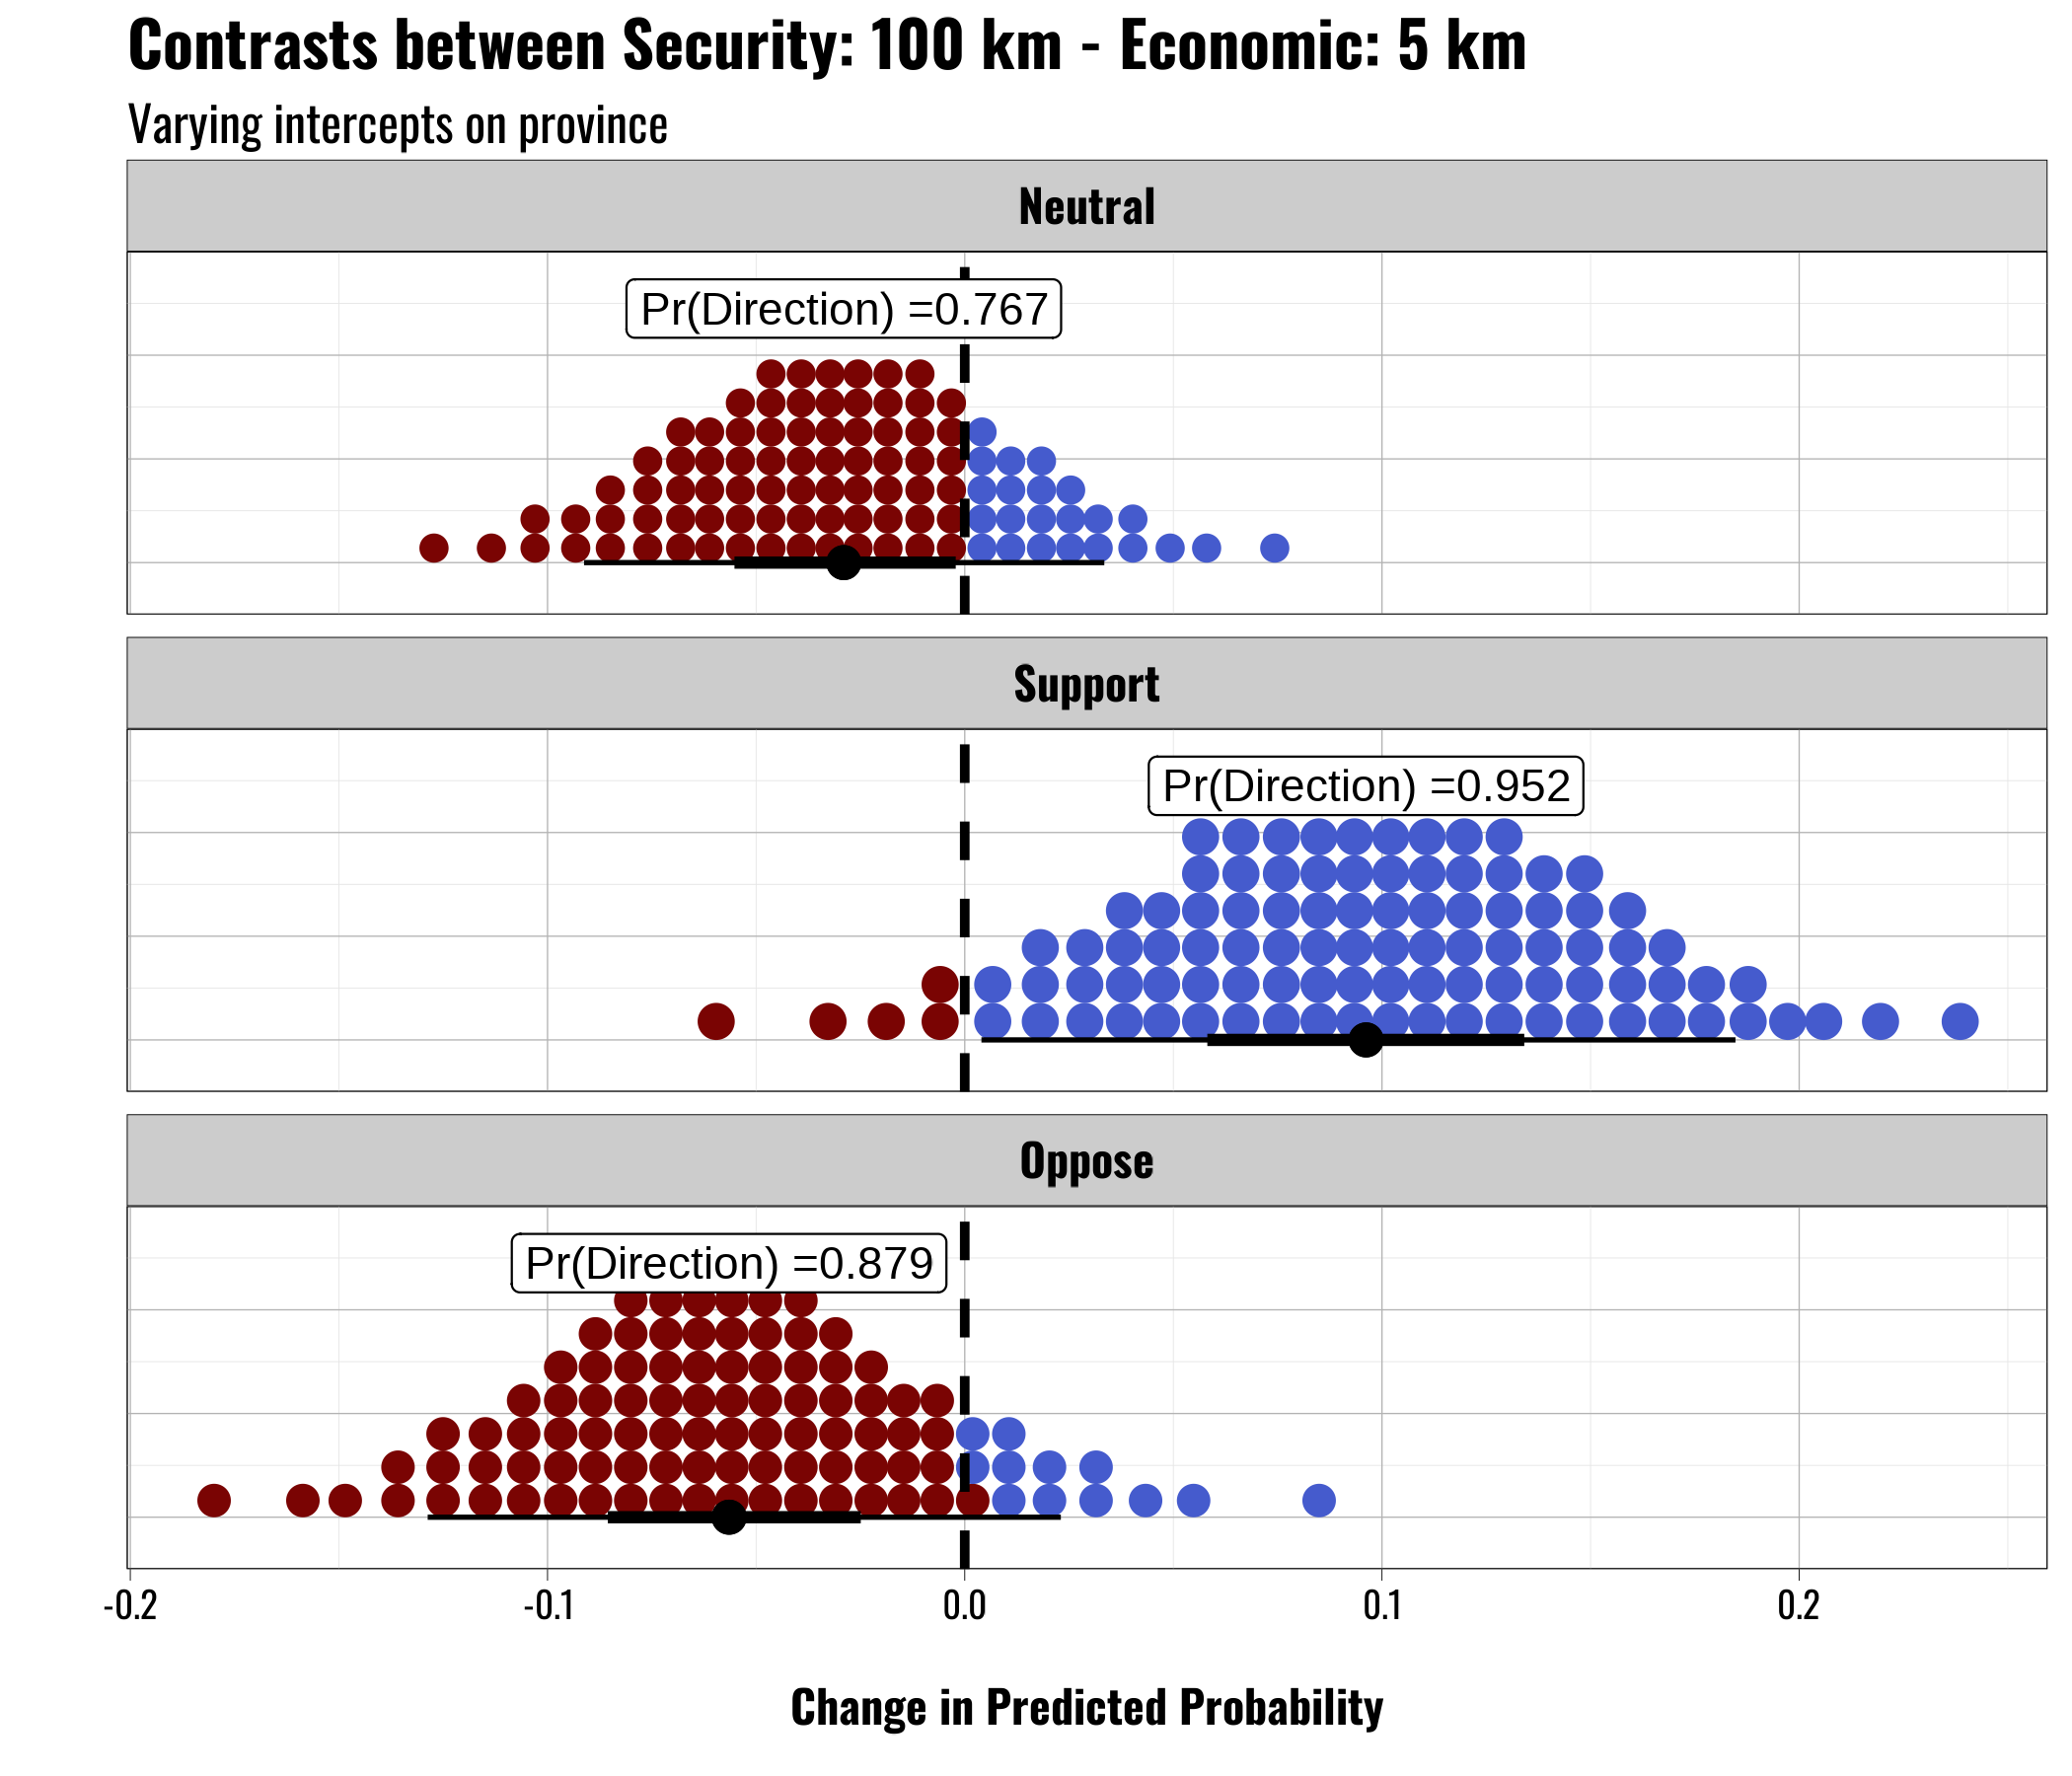 Contrasts between Security: 100 km - Economic: 5 km
Varying intercepts on province
Neutral
Pr(Direction) =0.767
Support
Pr(Direction) =0.952
Oppose
Pr(Direction) =0.879
-0.2 -0.1 0.0 0.1 0.2
Change in Predicted Probability